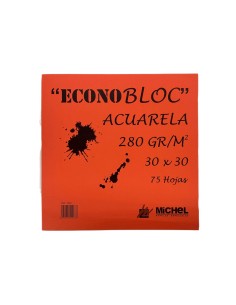 "ECONOBLOC"
ACUARELA
280 GR/M²
30 x 30
75 Hojas
MICHEL